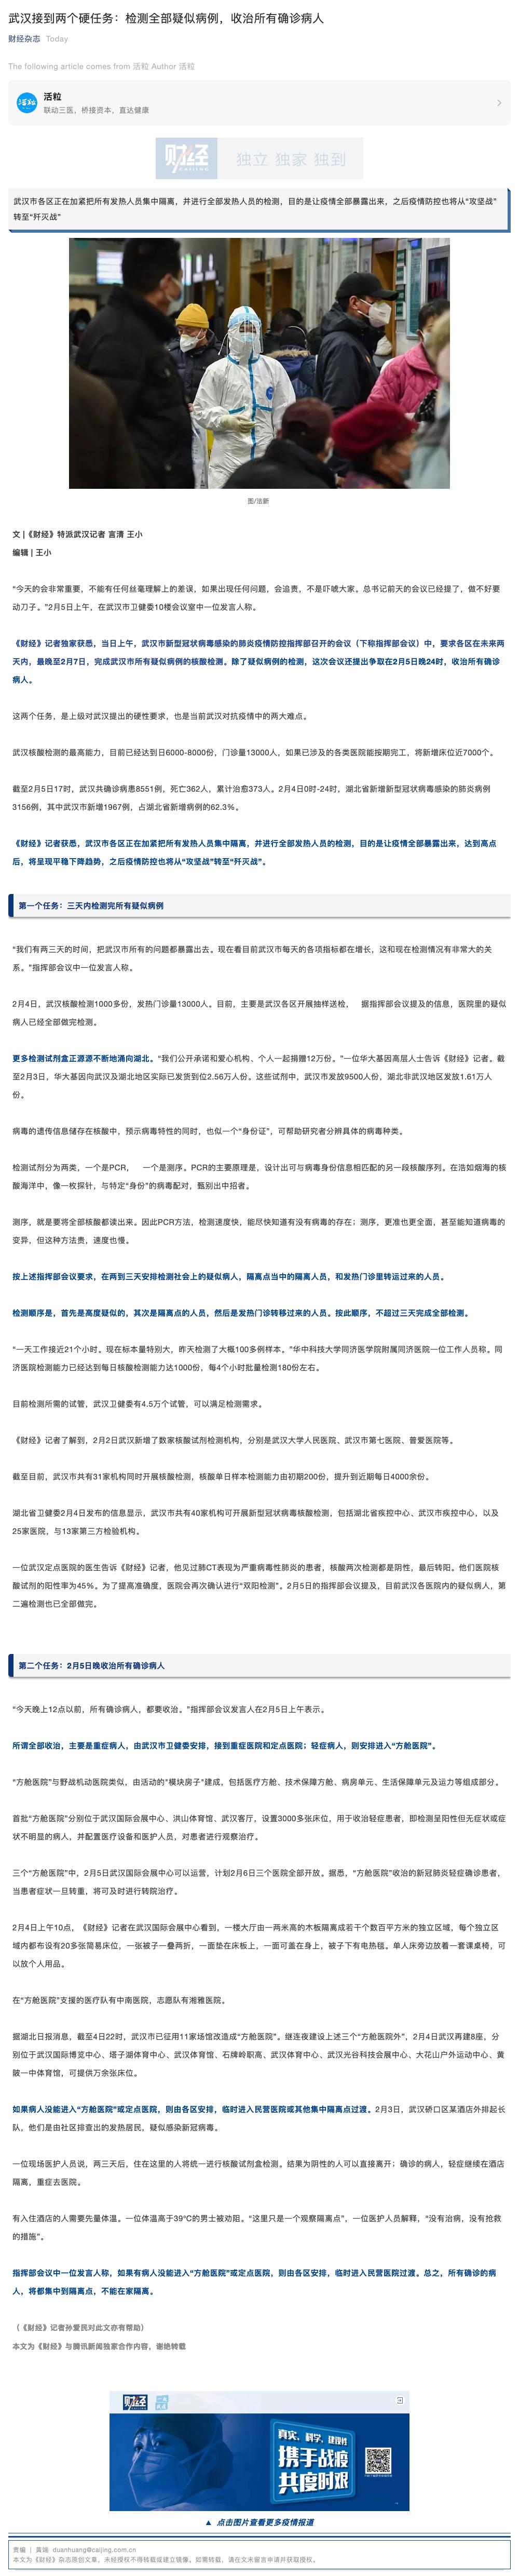 武汉接到两个硬任务：检测全部疑似病例，收治所有确诊病人
财经杂志 Today
The following article comes from 活粒 Author 活粒
活粒
活粒
联动三医，桥接资本，直达健康
财经
CAIJING
独立 独家 独到
武汉市各区正在加紧把所有发热人员集中隔离，并进行全部发热人员的检测，目的是让疫情全部暴露出来，之后疫情防控也将从“攻坚战”
转至“歼灭战”
图/法新
文 |《财经》特派武汉记者 言清 王小
编辑 | 王小
“今天的会非常重要，不能有任何丝毫理解上的差误，如果出现任何问题，会追责，不是吓唬大家。总书记前天的会议已经提了，做不好要
动刀子。”2月5日上午，在武汉市卫健委10楼会议室中一位发言人称。
《财经》记者独家获悉，当日上午，武汉市新型冠状病毒感染的肺炎疫情防控指挥部召开的会议（下称指挥部会议）中，要求各区在未来两
天内，最晚至2月7日，完成武汉市所有疑似病例的核酸检测。除了疑似病例的检测，这次会议还提出争取在2月5日晚24时，收治所有确诊
病人。
这两个任务，是上级对武汉提出的硬性要求，也是当前武汉对抗疫情中的两大难点。
武汉核酸检测的最高能力，目前已经达到日6000-8000份，门诊量13000人，如果已涉及的各类医院能按期完工，将新增床位近7000个。
截至2月5日17时，武汉共确诊病患8551例，死亡362人，累计治愈373人。2月4日0时-24时，湖北省新增新型冠状病毒感染的肺炎病例
3156例，其中武汉市新增1967例，占湖北省新增病例的62.3%。
《财经》记者获悉，武汉市各区正在加紧把所有发热人员集中隔离，并进行全部发热人员的检测，目的是让疫情全部暴露出来，达到高点
后，将呈现平稳下降趋势，之后疫情防控也将从“攻坚战”转至“歼灭战”。
第一个任务：三天内检测完所有疑似病例
“我们有两三天的时间，把武汉市所有的问题都暴露出去。现在看目前武汉市每天的各项指标都在增长，这和现在检测情况有非常大的关
系。”指挥部会议中一位发言人称。
2月4日，武汉核酸检测1000多份，发热门诊量13000人。目前，主要是武汉各区开展抽样送检， 据指挥部会议提及的信息，医院里的疑似
病人已经全部做完检测。
更多检测试剂盒正源源不断地涌向湖北。“我们公开承诺和爱心机构、个人一起捐赠12万份。”一位华大基因高层人士告诉《财经》记者。截
至2月3日，华大基因向武汉及湖北地区实际已发货到位2.56万人份。这些试剂中，武汉市发放9500人份，湖北非武汉地区发放1.61万人
份。
病毒的遗传信息储存在核酸中，预示病毒特性的同时，也似一个“身份证”，可帮助研究者分辨具体的病毒种类。
检测试剂分为两类，一个是PCR， 一个是测序。PCR的主要原理是，设计出可与病毒身份信息相匹配的另一段核酸序列。在浩如烟海的核
酸海洋中，像一枚探针，与特定“身份”的病毒配对，甄别出中招者。
测序，就是要将全部核酸都读出来。因此PCR方法，检测速度快，能尽快知道有没有病毒的存在；测序，更准也更全面，甚至能知道病毒的
变异，但这种方法贵，速度也慢。
按上述指挥部会议要求，在两到三天安排检测社会上的疑似病人，隔离点当中的隔离人员，和发热门诊里转运过来的人员。
检测顺序是，首先是高度疑似的，其次是隔离点的人员，然后是发热门诊转移过来的人员。按此顺序，不超过三天完成全部检测。
“一天工作接近21个小时。现在标本量特别大，昨天检测了大概100多例样本。”华中科技大学同济医学院附属同济医院一位工作人员称。同
济医院检测能力已经达到每日核酸检测能力达1000份，每4个小时批量检测180份左右。
目前检测所需的试管，武汉卫健委有4.5万个试管，可以满足检测需求。
《财经》记者了解到，2月2日武汉新增了数家核酸试剂检测机构，分别是武汉大学人民医院、武汉市第七医院、普爱医院等。
截至目前，武汉市共有31家机构同时开展核酸检测，核酸单日样本检测能力由初期200份，提升到近期每日4000余份。
湖北省卫健委2月4日发布的信息显示，武汉市共有40家机构可开展新型冠状病毒核酸检测，包括湖北省疾控中心、武汉市疾控中心，以及
25家医院，与13家第三方检验机构。
一位武汉定点医院的医生告诉《财经》记者，他见过肺CT表现为严重病毒性肺炎的患者，核酸两次检测都是阴性，最后转阳。他们医院核
酸试剂的阳性率为45%。为了提高准确度，医院会再次确认进行“双阳检测”。2月5日的指挥部会议提及，目前武汉各医院内的疑似病人，第
二遍检测也已全部做完。
第二个任务：2月5日晚收治所有确诊病人
“今天晚上12点以前，所有确诊病人，都要收治。”指挥部会议发言人在2月5日上午表示。
所谓全部收治，主要是重症病人，由武汉市卫健委安排，接到重症医院和定点医院；轻症病人，则安排进入“方舱医院”。
“方舱医院”与野战机动医院类似，由活动的“模块房子”建成，包括医疗方舱、技术保障方舱、病房单元、生活保障单元及运力等组成部分。
首批“方舱医院”分别位于武汉国际会展中心、洪山体育馆、武汉客厅，设置3000多张床位，用于收治轻症患者，即检测呈阳性但无症状或症
状不明显的病人，并配置医疗设备和医护人员，对患者进行观察治疗。
三个“方舱医院”中，2月5日武汉国际会展中心可以运营，计划2月6日三个医院全部开放。据悉，“方舱医院”收治的新冠肺炎轻症确诊患者，
当患者症状一旦转重，将可及时进行转院治疗。
2月4日上午10点，《财经》记者在武汉国际会展中心看到，一楼大厅由一两米高的木板隔离成若干个数百平方米的独立区域，每个独立区
域内都布设有20多张简易床位，一张被子一叠两折，一面垫在床板上，一面可盖在身上，被子下有电热毯。单人床旁边放着一套课桌椅，可
以放个人用品。
在“方舱医院”支援的医疗队有中南医院，志愿队有湘雅医院。
据湖北日报消息，截至4日22时，武汉市已征用11家场馆改造成“方舱医院”。继连夜建设上述三个“方舱医院外”，2月4日武汉再建8座，分
别位于武汉国际博览中心、塔子湖体育中心、武汉体育馆、石牌岭职高、武汉体育中心、武汉光谷科技会展中心、大花山户外运动中心、黄
陂一中体育馆，可提供万余张床位。
如果病人没能进入“方舱医院”或定点医院，则由各区安排，临时进入民营医院或其他集中隔离点过渡。2月3日，武汉硚口区某酒店外排起长
队，他们是由社区排查出的发热居民，疑似感染新冠病毒。
一位现场医护人员说，两三天后，住在这里的人将统一进行核酸试剂盒检测。结果为阴性的人可以直接离开；确诊的病人，轻症继续在酒店
隔离，重症去医院。
有入住酒店的人需要先量体温。一位体温高于39°C的男士被劝阻。“这里只是一个观察隔离点”，一位医护人员解释，“没有治病，没有抢救
的措施”。
指挥部会议中一位发言人称，如果有病人没能进入“方舱医院”或定点医院，则由各区安排，临时进入民营医院过渡。总之，所有确诊的病
人，将都集中到隔离点，不能在家隔离。
（《财经》记者孙爱民对此文亦有帮助）
本文为《财经》与腾讯新闻独家合作内容，谢绝转载
财经
真实、科学、建设性
携手战疫
共度时艰
▲ 点击图片查看更多疫情报道
责编 | 黄端 duanhuang@caijing.com.cn
本文为《财经》杂志原创文章，未经授权不得转载或建立镜像。如需转载，请在文末留言申请并获取授权。